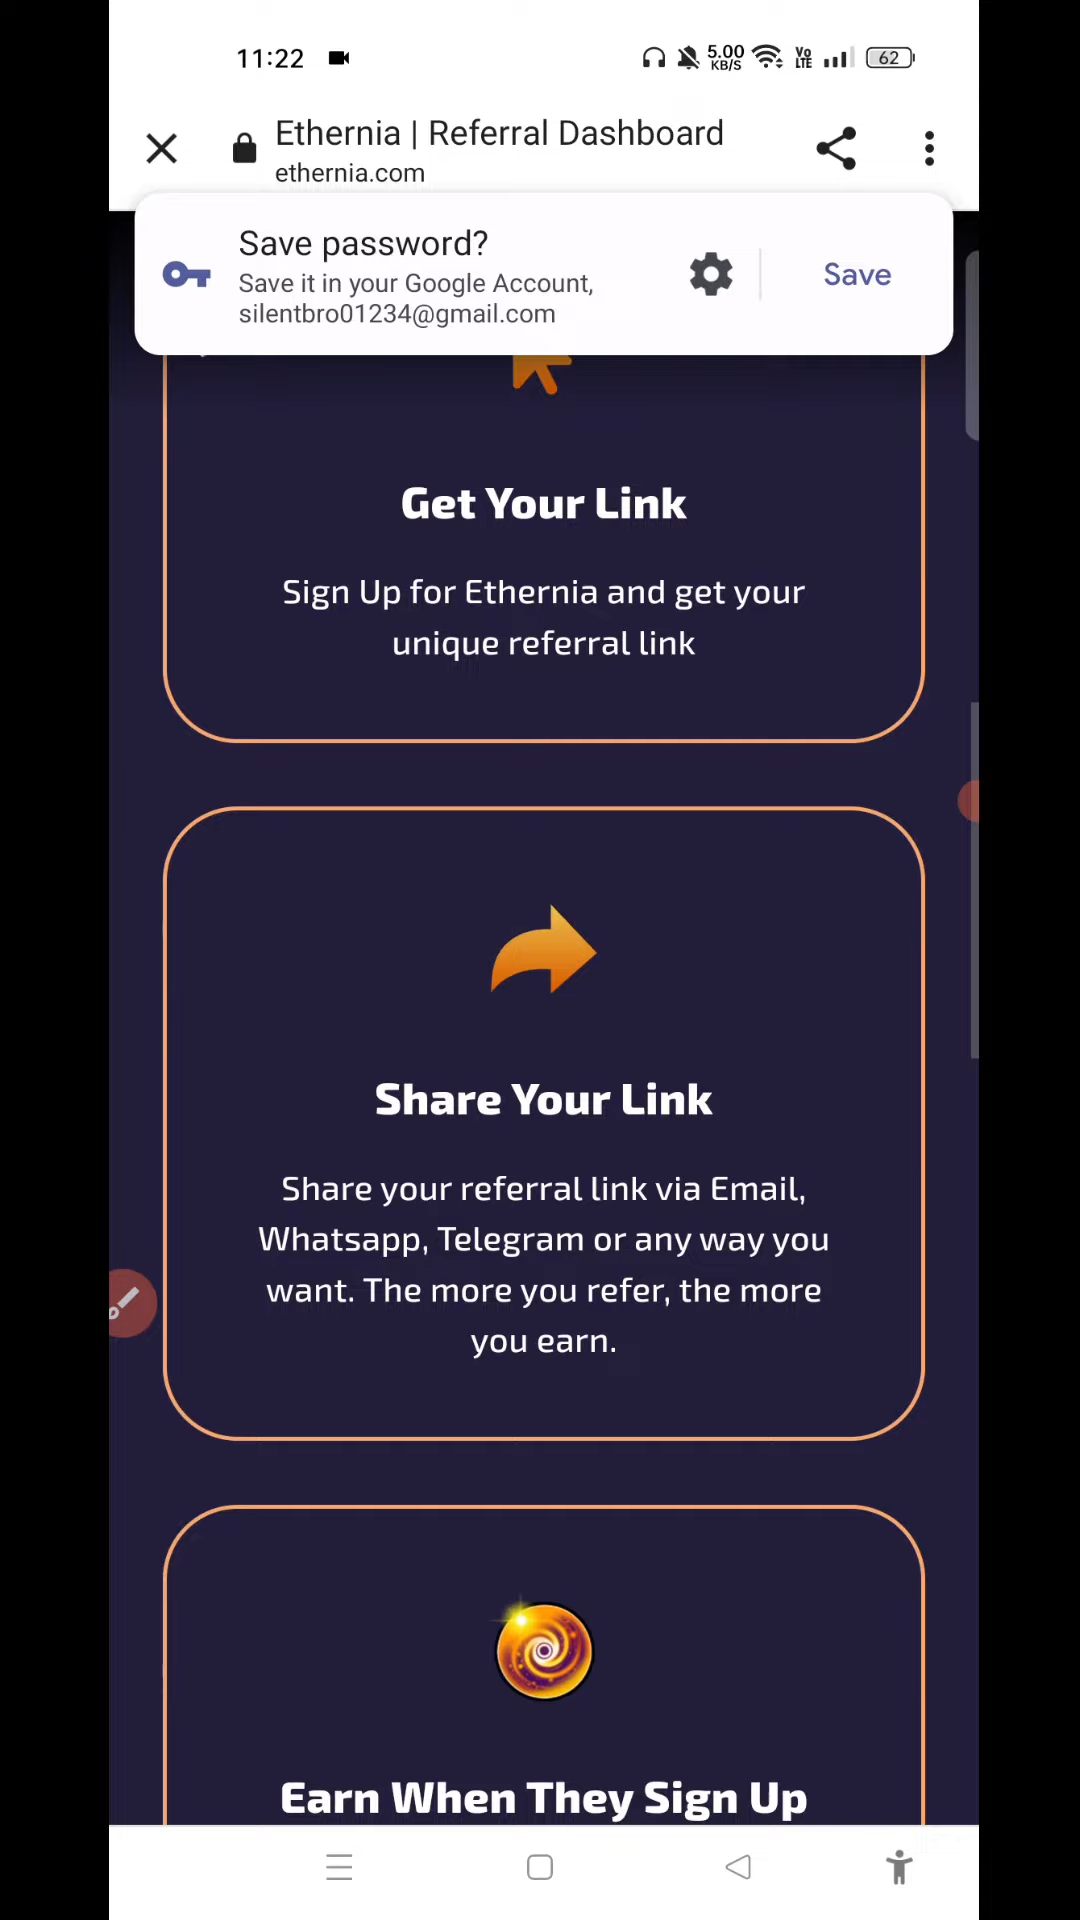 11:22
5.00
KB/S
Vo
LTE
62
Ethernia | Referral Dashboard
ethernia.com
Save password?
Save it in your Google Account,
silentbro01234@gmail.com
Save
Get Your Link
Sign Up for Ethernia and get your
unique referral link
Share Your Link
Share your referral link via Email,
Whatsapp, Telegram or any way you
want. The more you refer, the more
you earn.
Earn When They Sign Up